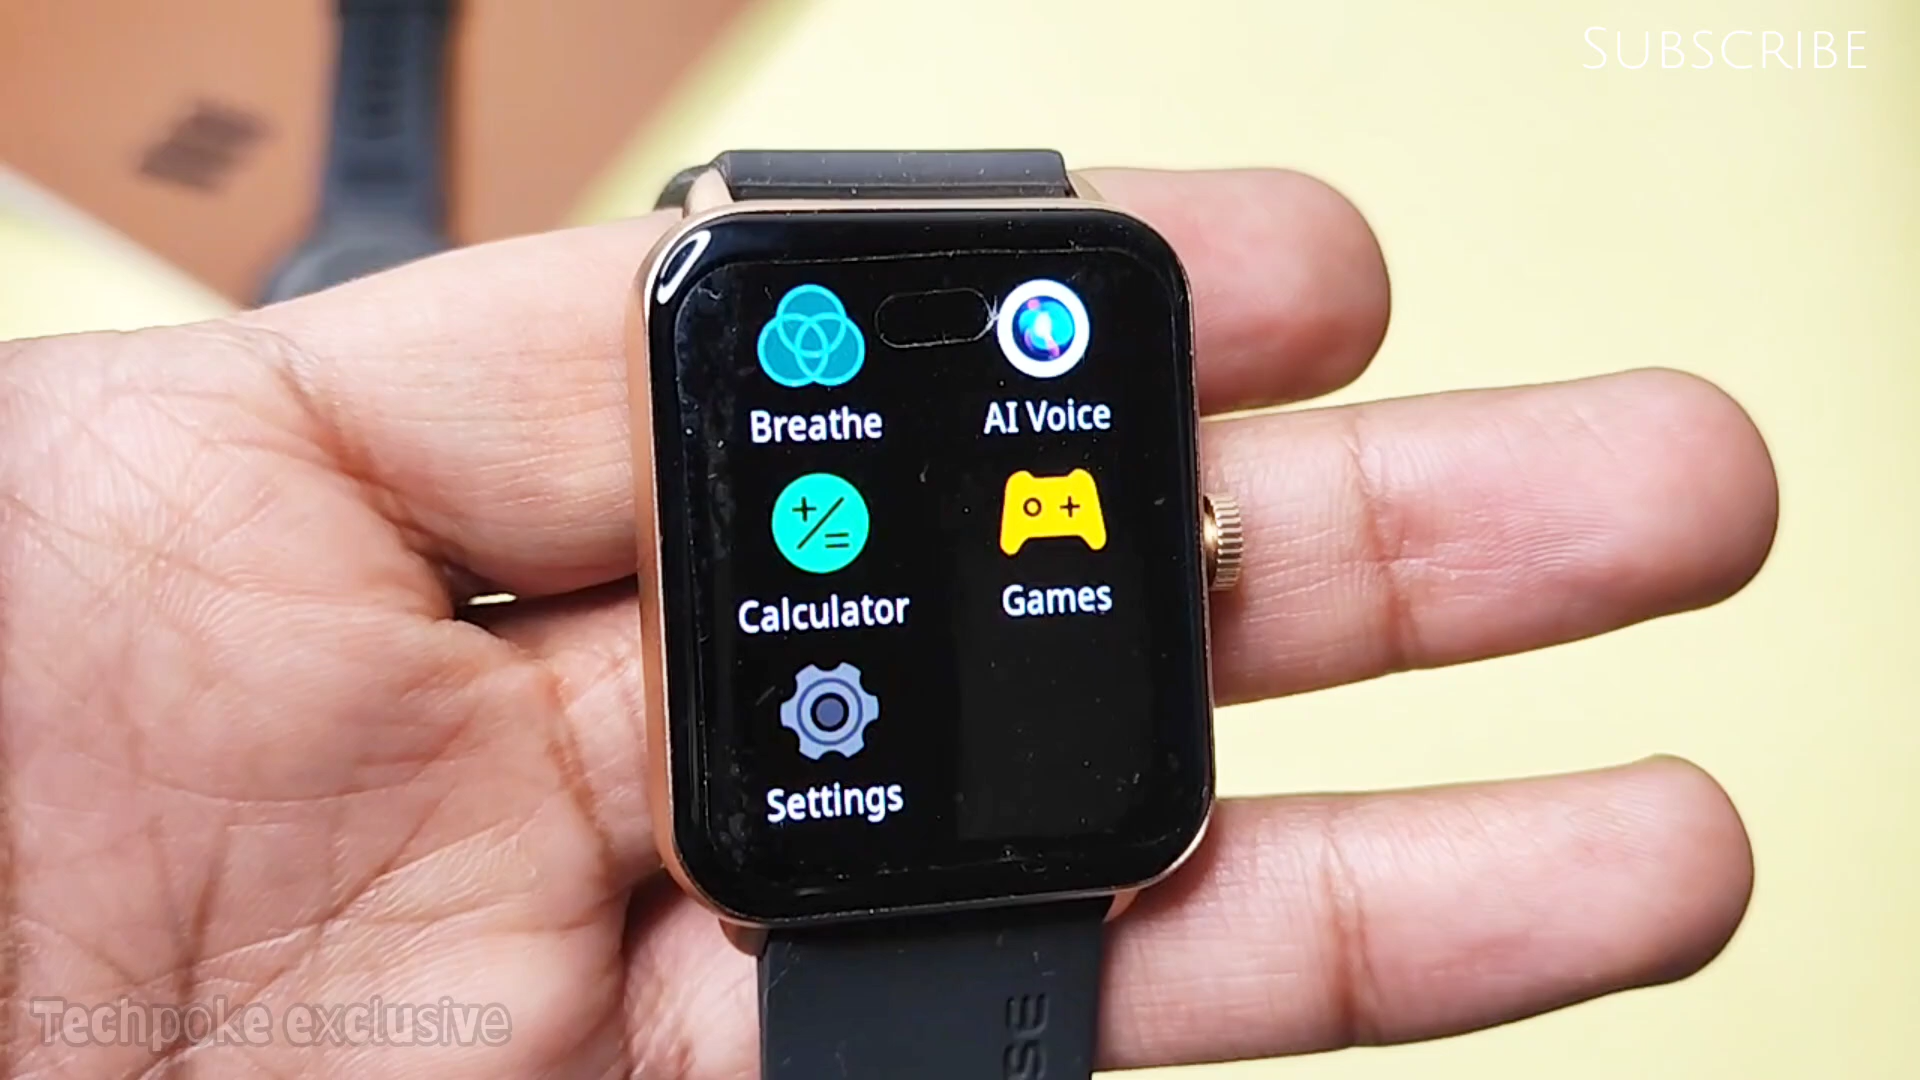 SUBSCRIBE
Breathe
AI Voice
Calculator
Games
Settings
Techpoke exclusive